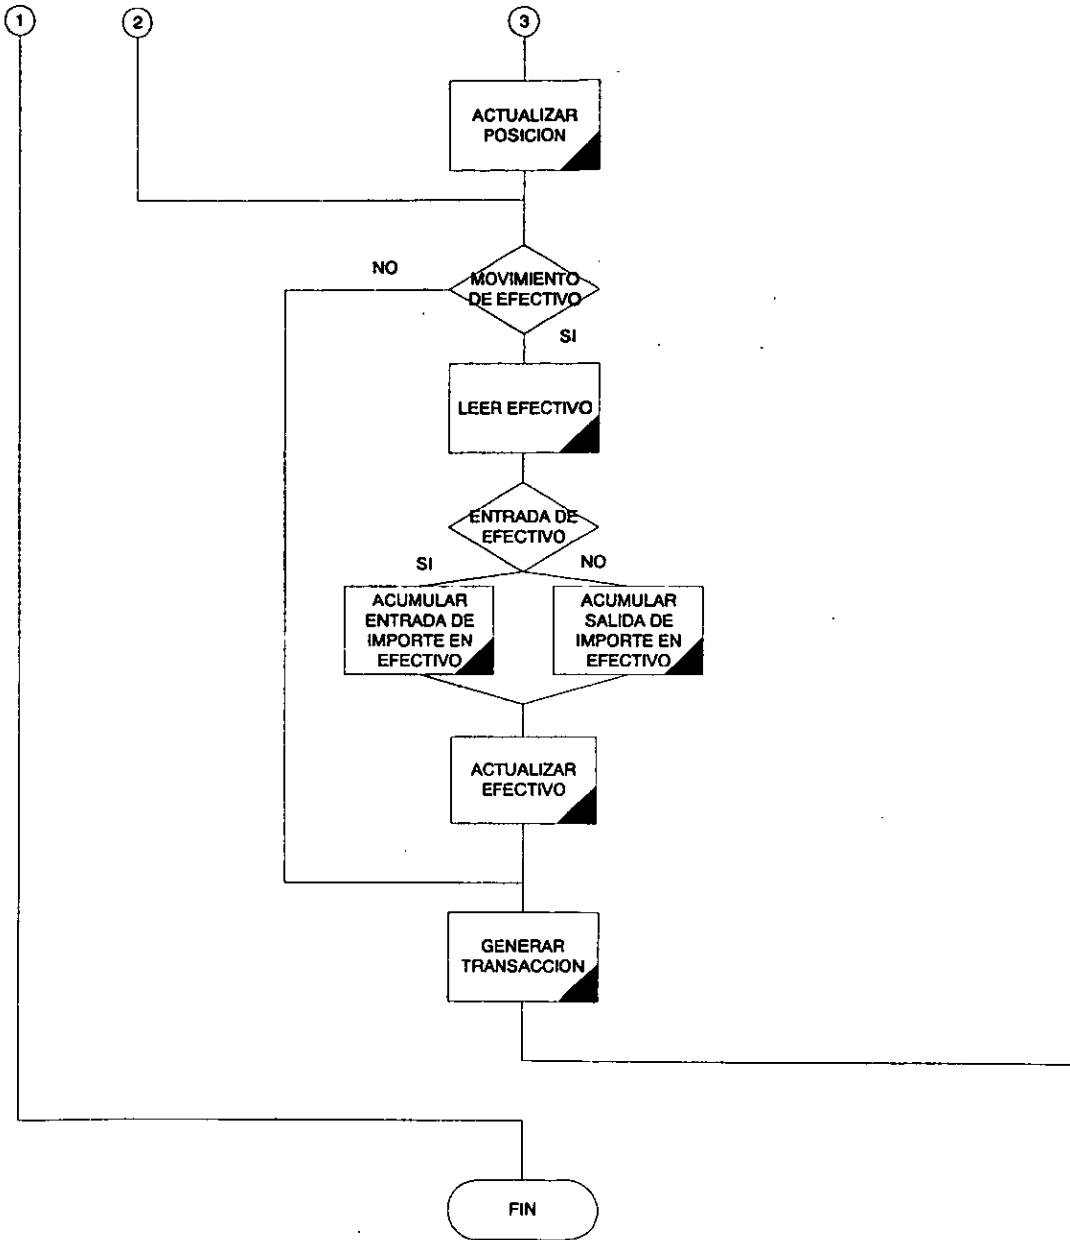 1
2
3
ACTUALIZAR
POSICION
NO
MOVIMIENTO
DE EFECTIVO
SI
LEER EFECTIVO
ENTRADA DE
EFECTIVO
SI
NO
ACUMULAR
ENTRADA DE
IMPORTE EN
EFECTIVO
ACUMULAR
SALIDA DE
IMPORTE EN
EFECTIVO
ACTUALIZAR
EFECTIVO
GENERAR
TRANSACCION
FIN